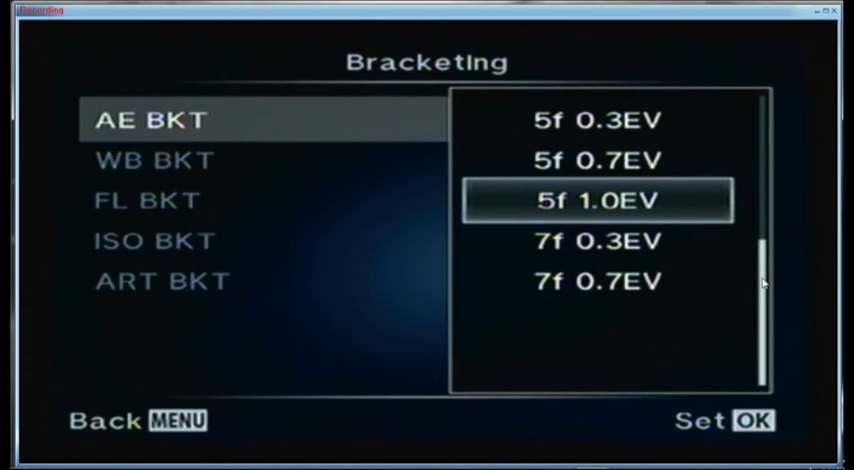 Recording
Bracketing
AE BKT
5f 0.3EV
WB BKT
5f 0.7EV
FL BKT
5f 1.0EV
ISO BKT
7f 0.3EV
ART BKT
7f 0.7EV
Back MENU
Set OK